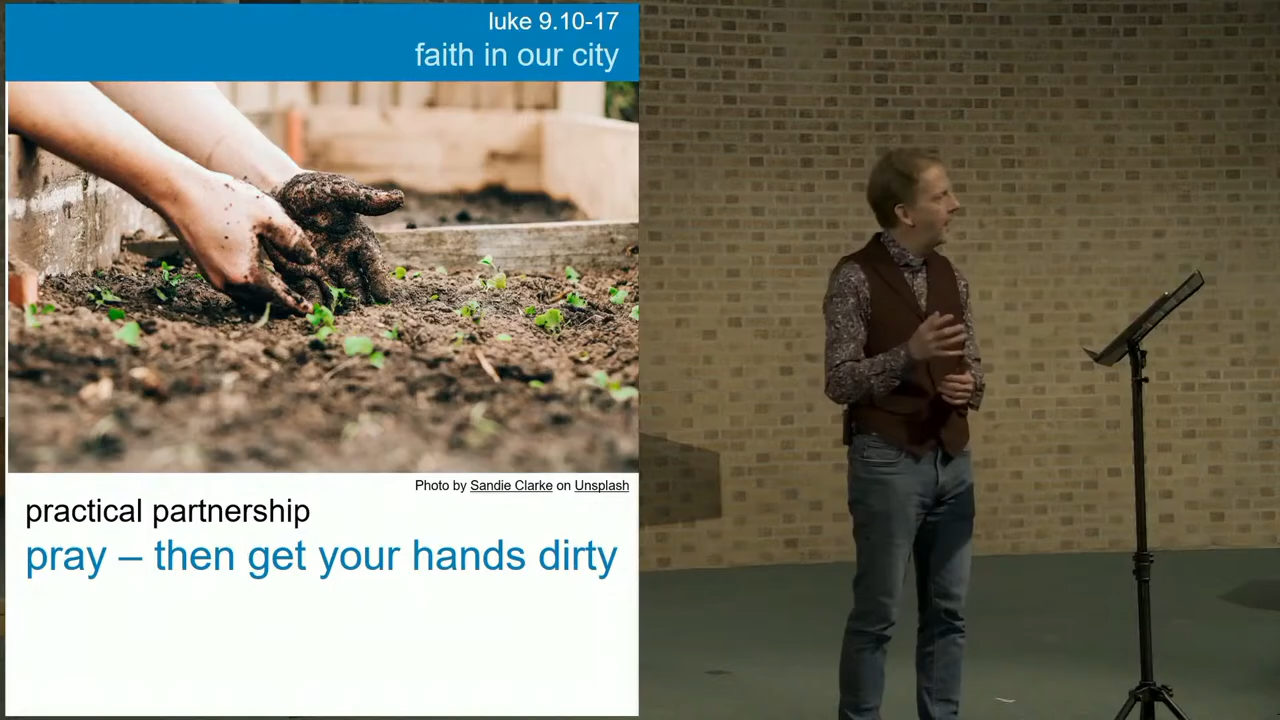 luke 9.10-17
faith in our city
Photo by Sandie Clarke on Unsplash
practical partnership
pray – then get your hands dirty